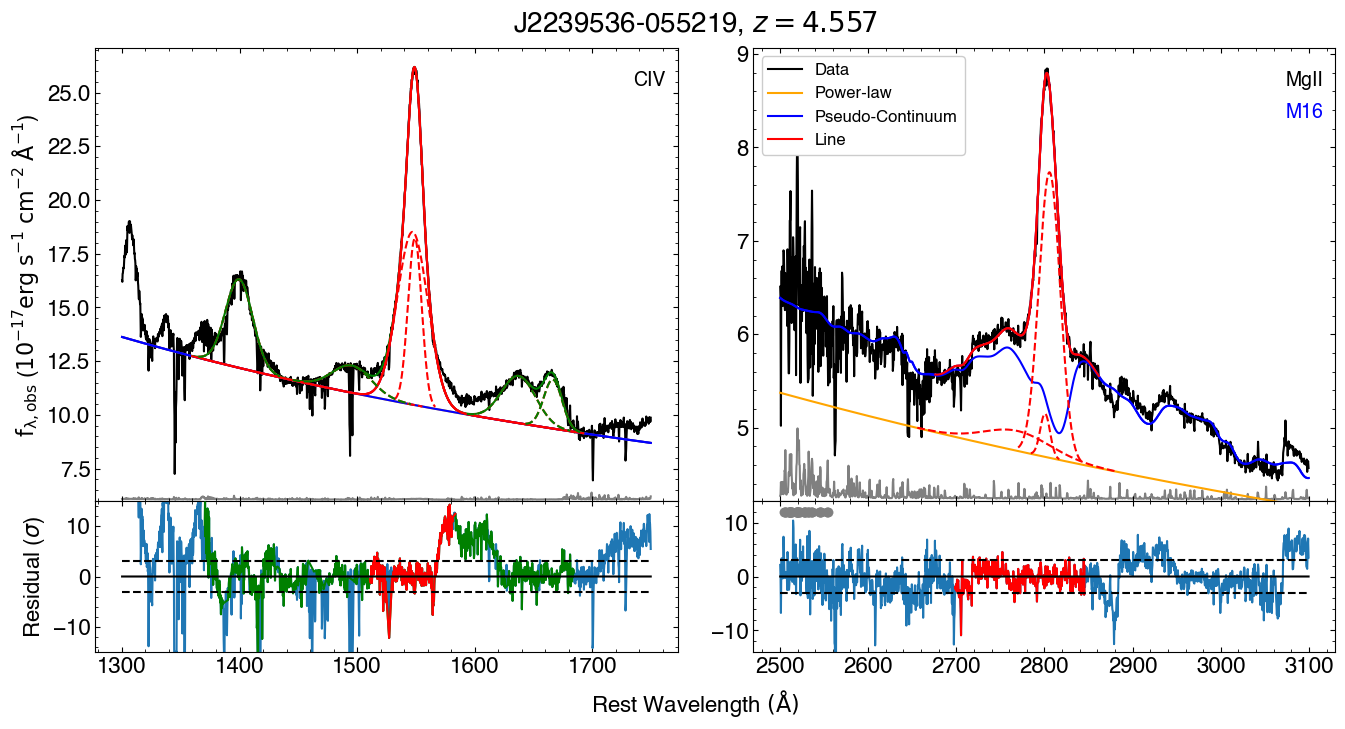 J2239536-055219, z = 4.557
CIV
25.0
22.5
20.0
17.5
15.0
12.5
10.0
7.5
f_λ,obs (10^−17 erg s^−1 cm^−2 Å^−1)
10
0
−10
Residual (σ)
1300 1400 1500 1600 1700
Data
Power-law
Pseudo-Continuum
Line
MgII
M16
9
8
7
6
5
10
0
−10
2500 2600 2700 2800 2900 3000 3100
Rest Wavelength (Å)